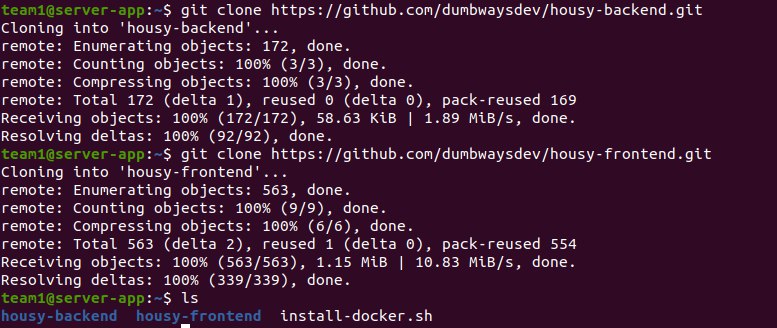 team1@server-app:~$ git clone https://github.com/dumbwaysdev/housy-backend.git
Cloning into 'housy-backend'...
remote: Enumerating objects: 172, done.
remote: Counting objects: 100% (3/3), done.
remote: Compressing objects: 100% (3/3), done.
remote: Total 172 (delta 1), reused 0 (delta 0), pack-reused 169
Receiving objects: 100% (172/172), 58.63 KiB | 1.89 MiB/s, done.
Resolving deltas: 100% (92/92), done.
team1@server-app:~$ git clone https://github.com/dumbwaysdev/housy-frontend.git
Cloning into 'housy-frontend'...
remote: Enumerating objects: 563, done.
remote: Counting objects: 100% (9/9), done.
remote: Compressing objects: 100% (6/6), done.
remote: Total 563 (delta 2), reused 1 (delta 0), pack-reused 554
Receiving objects: 100% (563/563), 1.15 MiB | 10.83 MiB/s, done.
Resolving deltas: 100% (339/339), done.
team1@server-app:~$ ls
housy-backend  housy-frontend  install-docker.sh